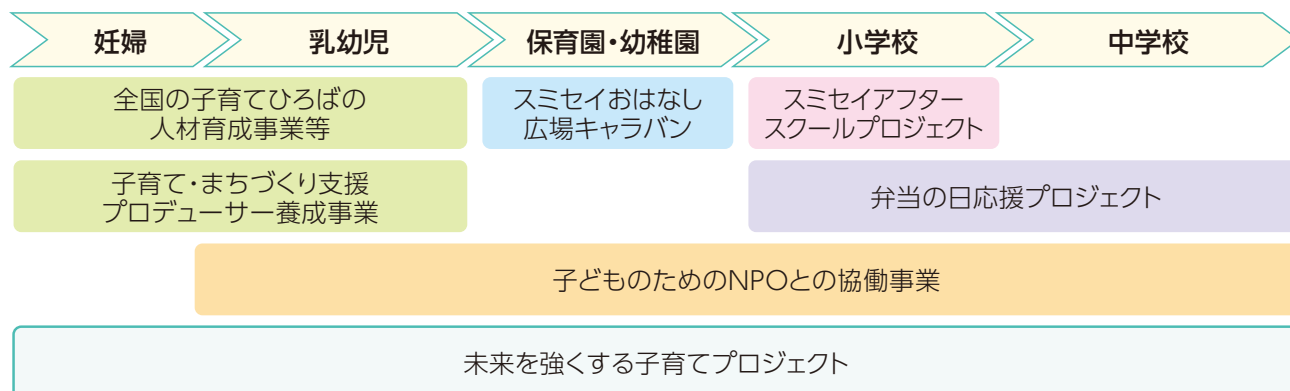 妊婦
乳幼児
保育園・幼稚園
小学校
中学校
全国の子育てひろばの
人材育成事業等
スミセイおはなし
広場キャラバン
スミセイアフター
スクールプロジェクト
子育て・まちづくり支援
プロデューサー養成事業
弁当の日応援プロジェクト
子どものためのNPOとの協働事業
未来を強くする子育てプロジェクト